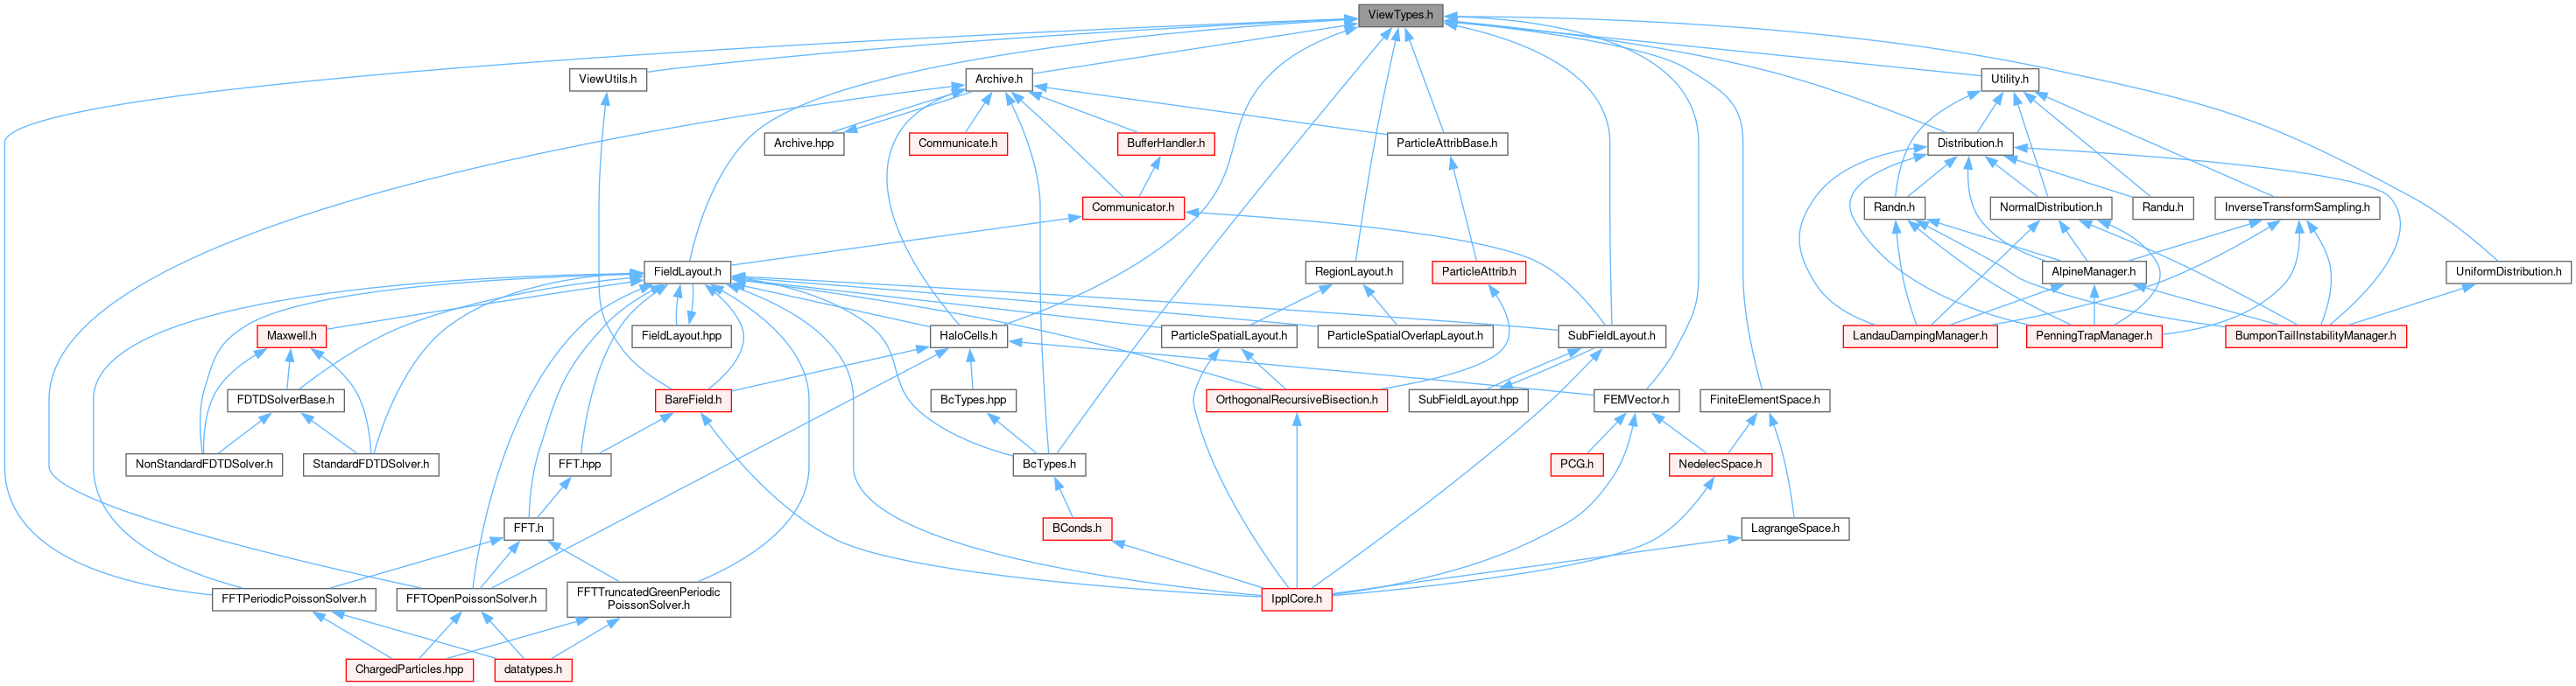 ViewTypes.h
ViewUtils.h
Archive.h
Utility.h
Archive.hpp
Communicate.h
BufferHandler.h
ParticleAttribBase.h
Distribution.h
Communicator.h
Randn.h
NormalDistribution.h
Randu.h
InverseTransformSampling.h
FieldLayout.h
RegionLayout.h
ParticleAttrib.h
AlpineManager.h
UniformDistribution.h
Maxwell.h
FieldLayout.hpp
HaloCells.h
ParticleSpatialLayout.h
ParticleSpatialOverlapLayout.h
SubFieldLayout.h
LandauDampingManager.h
PenningTrapManager.h
BumponTailInstabilityManager.h
FDTDSolverBase.h
BareField.h
BcTypes.hpp
OrthogonalRecursiveBisection.h
SubFieldLayout.hpp
FEMVector.h
FiniteElementSpace.h
NonStandardFDTDSolver.h
StandardFDTDSolver.h
FFT.hpp
BcTypes.h
PCG.h
NedelecSpace.h
FFT.h
BConds.h
LagrangeSpace.h
FFTPeriodicPoissonSolver.h
FFTOpenPoissonSolver.h
FFTTruncatedGreenPeriodic
PoissonSolver.h
IpplCore.h
ChargedParticles.hpp
datatypes.h